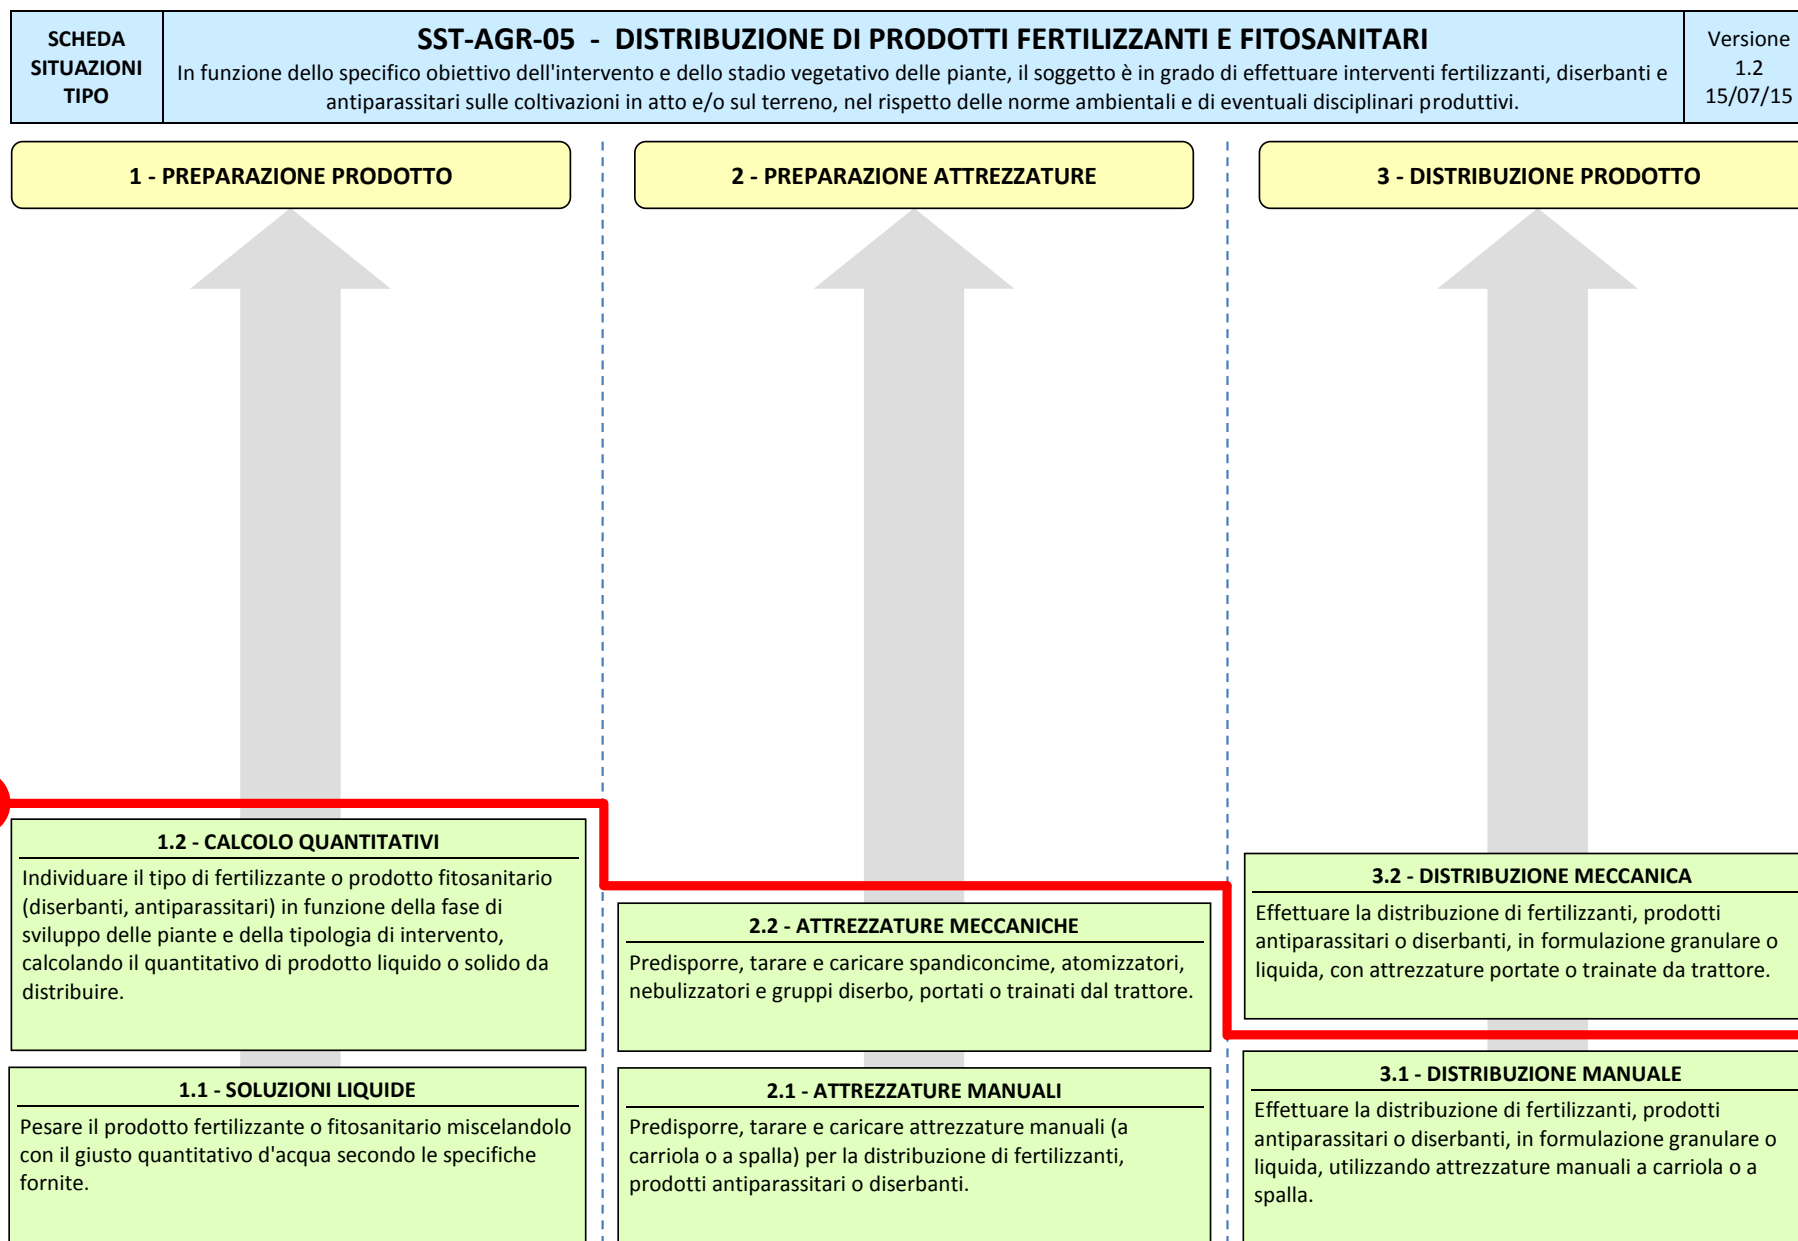 SCHEDA
SITUAZIONI
TIPO
SST-AGR-05 - DISTRIBUZIONE DI PRODOTTI FERTILIZZANTI E FITOSANITARI
In funzione dello specifico obiettivo dell'intervento e dello stadio vegetativo delle piante, il soggetto è in grado di effettuare interventi fertilizzanti, diserbanti e
antiparassitari sulle coltivazioni in atto e/o sul terreno, nel rispetto delle norme ambientali e di eventuali disciplinari produttivi.
Versione
1.2
15/07/15
1 - PREPARAZIONE PRODOTTO
2 - PREPARAZIONE ATTREZZATURE
3 - DISTRIBUZIONE PRODOTTO
1.2 - CALCOLO QUANTITATIVI
Individuare il tipo di fertilizzante o prodotto fitosanitario
(diserbanti, antiparassitari) in funzione della fase di
sviluppo delle piante e della tipologia di intervento,
calcolando il quantitativo di prodotto liquido o solido da
distribuire.
1.1 - SOLUZIONI LIQUIDE
Pesare il prodotto fertilizzante o fitosanitario miscelandolo
con il giusto quantitativo d'acqua secondo le specifiche
fornite.
2.2 - ATTREZZATURE MECCANICHE
Predisporre, tarare e caricare spandiconcime, atomizzatori,
nebulizzatori e gruppi diserbo, portati o trainati dal trattore.
2.1 - ATTREZZATURE MANUALI
Predisporre, tarare e caricare attrezzature manuali (a
carriola o a spalla) per la distribuzione di fertilizzanti,
prodotti antiparassitari o diserbanti.
3.2 - DISTRIBUZIONE MECCANICA
Effettuare la distribuzione di fertilizzanti, prodotti
antiparassitari o diserbanti, in formulazione granulare o
liquida, con attrezzature portate o trainate da trattore.
3.1 - DISTRIBUZIONE MANUALE
Effettuare la distribuzione di fertilizzanti, prodotti
antiparassitari o diserbanti, in formulazione granulare o
liquida, utilizzando attrezzature manuali a carriola o a
spalla.